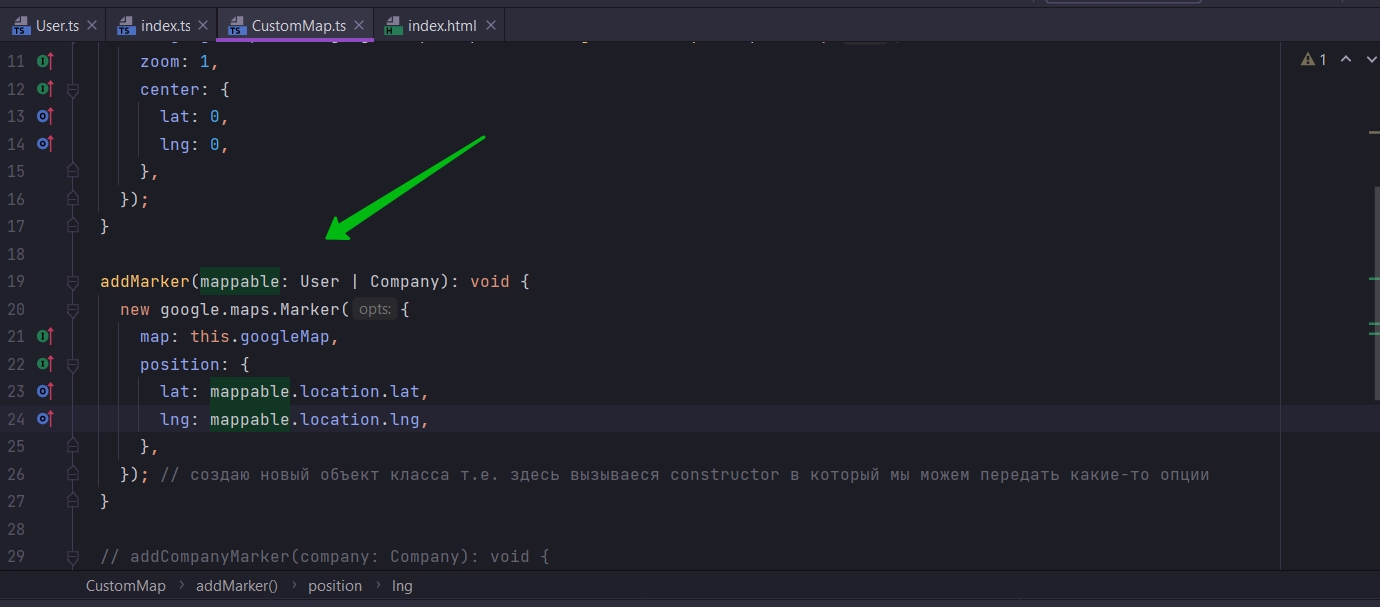 User.ts index.ts CustomMap.ts index.html
11 zoom: 1,
12 center: {
13 lat: 0,
14 lng: 0,
15 },
16 });
17 }
18
19 addMarker(mappable: User | Company): void {
20 new google.maps.Marker( opts: {
21 map: this.googleMap,
22 position: {
23 lat: mappable.location.lat,
24 lng: mappable.location.lng,
25 },
26 }); // создаю новый объект класса т.е. здесь вызываеся constructor в который мы можем передать какие-то опции
27 }
28
29 // addCompanyMarker(company: Company): void {
CustomMap > addMarker() > position > lng
1